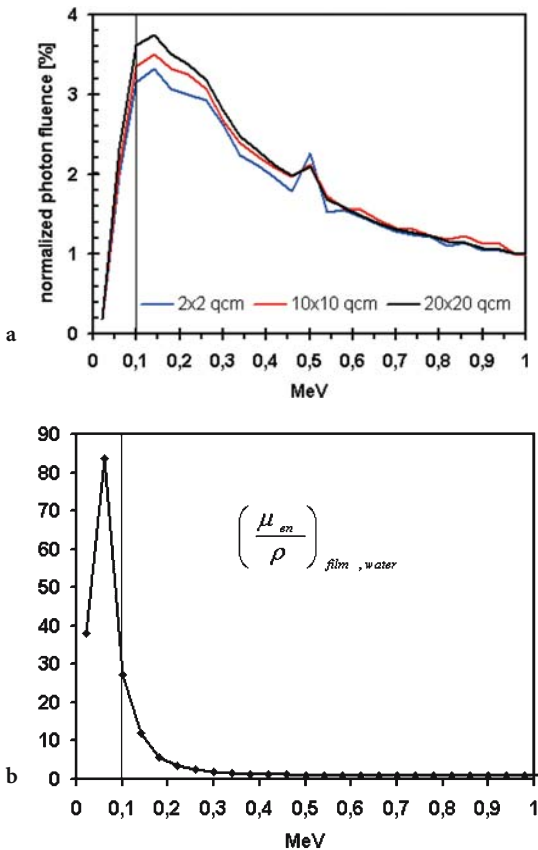 normalized photon fluence [%]
4
3
2
1
0
2x2 qcm 10x10 qcm 20x20 qcm
0 0,1 0,2 0,3 0,4 0,5 0,6 0,7 0,8 0,9 1
MeV
a
90
80
70
60
50
40
30
20
10
0
(μ_en / ρ) film , water
0 0,1 0,2 0,3 0,4 0,5 0,6 0,7 0,8 0,9 1
MeV
b